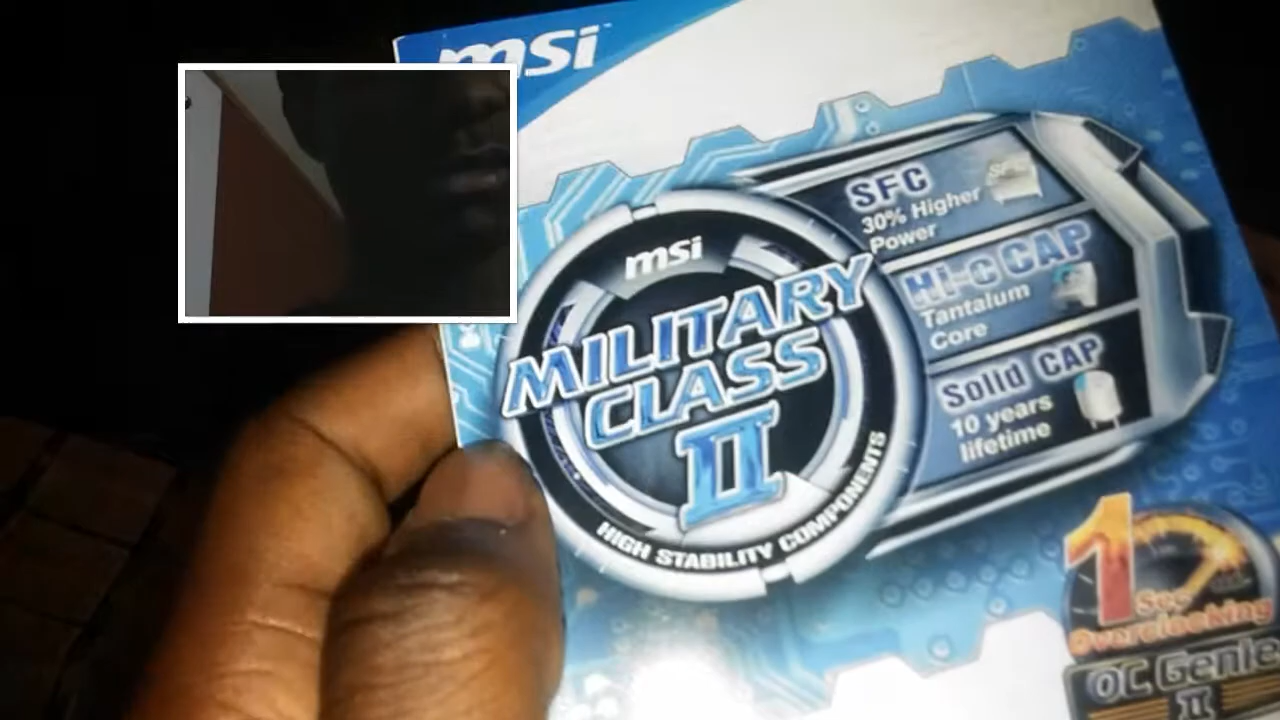 msi
msi
MILITARY
CLASS
II
HIGH STABILITY COMPONENTS
SFC
30% Higher
Power
Hi-c CAP
Tantalum
Core
Solid CAP
10 years
lifetime
1
Sec
Overclocking
OC Genie
II